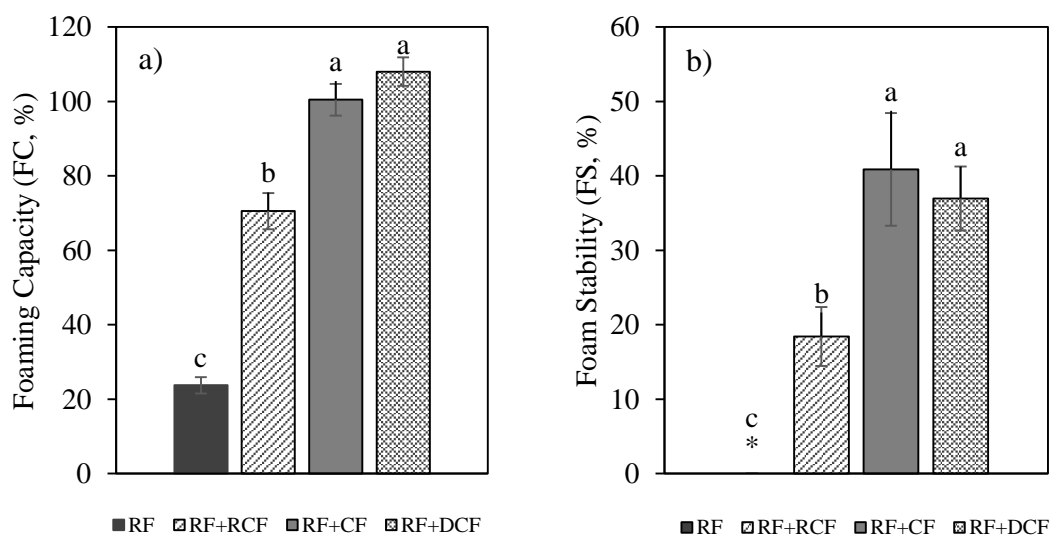 Foaming Capacity (FC, %)
120
100
80
60
40
20
0
a)
c
b
a
a
RF RF+RCF RF+CF RF+DCF
Foam Stability (FS, %)
60
50
40
30
20
10
0
b)
c
*
b
a
a
RF RF+RCF RF+CF RF+DCF